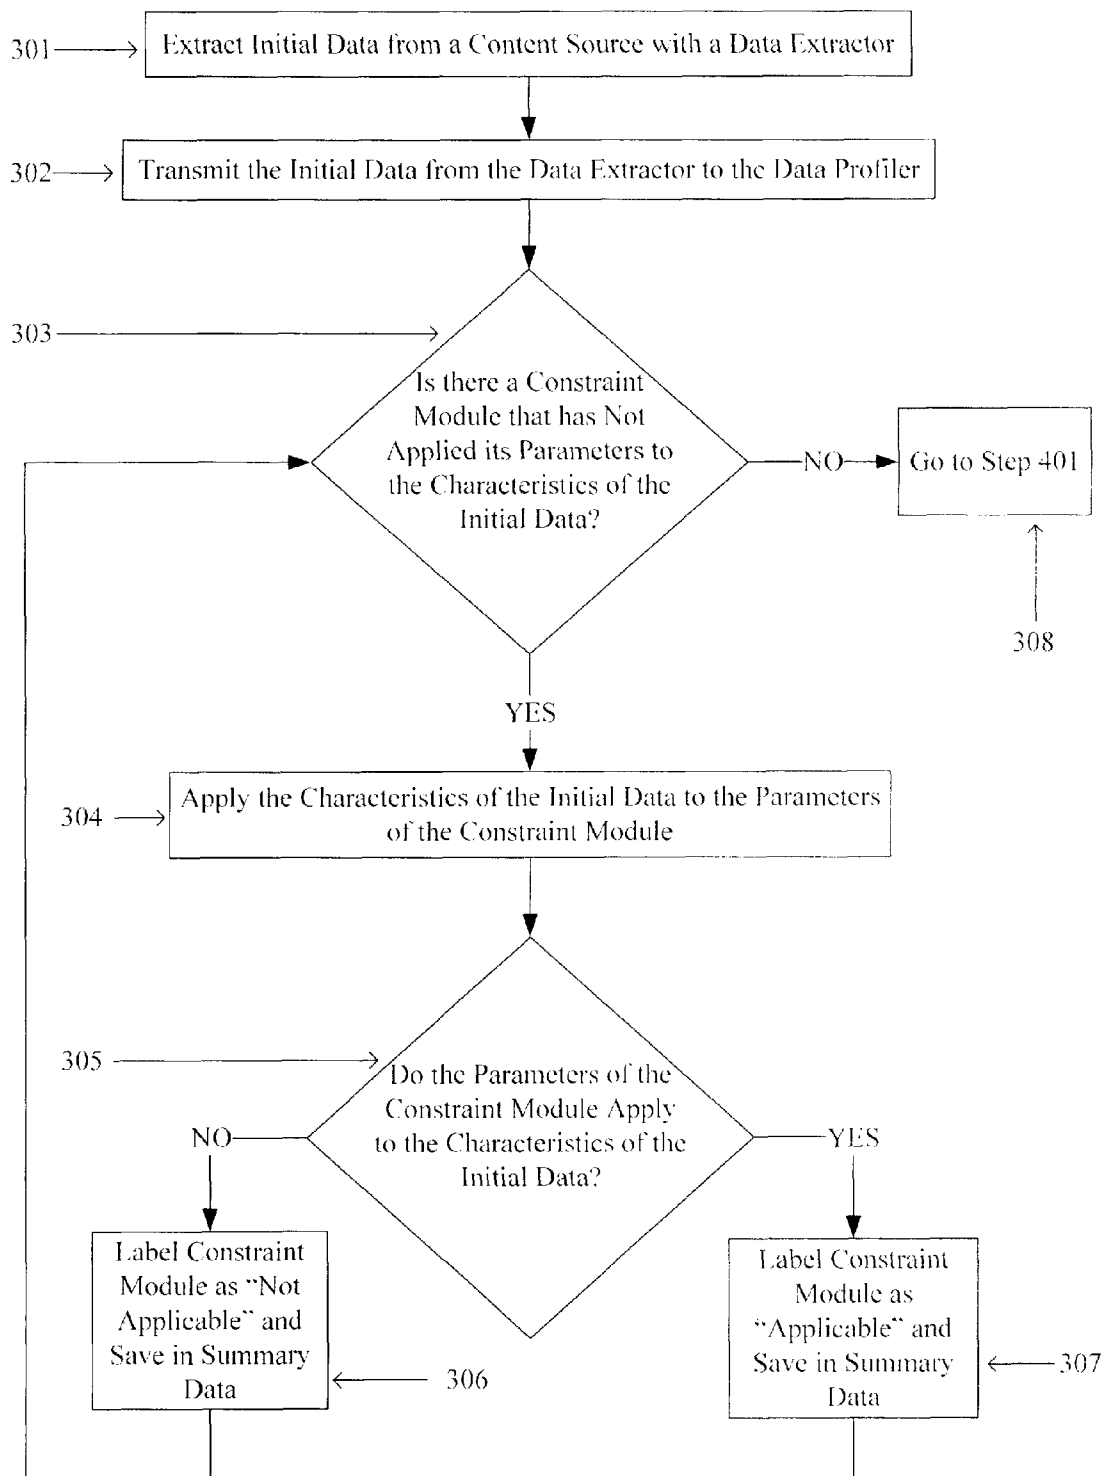 301
Extract Initial Data from a Content Source with a Data Extractor
302
Transmit the Initial Data from the Data Extractor to the Data Profiler
303
Is there a Constraint
Module that has Not
Applied its Parameters to
the Characteristics of the
Initial Data?
NO
Go to Step 401
308
YES
304
Apply the Characteristics of the Initial Data to the Parameters
of the Constraint Module
305
Do the Parameters of the
Constraint Module Apply
to the Characteristics of the
Initial Data?
NO
YES
Label Constraint
Module as “Not
Applicable” and
Save in Summary
Data
306
Label Constraint
Module as
“Applicable” and
Save in Summary
Data
307